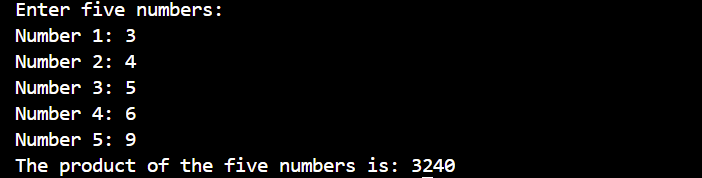 Enter five numbers:
Number 1: 3
Number 2: 4
Number 3: 5
Number 4: 6
Number 5: 9
The product of the five numbers is: 3240